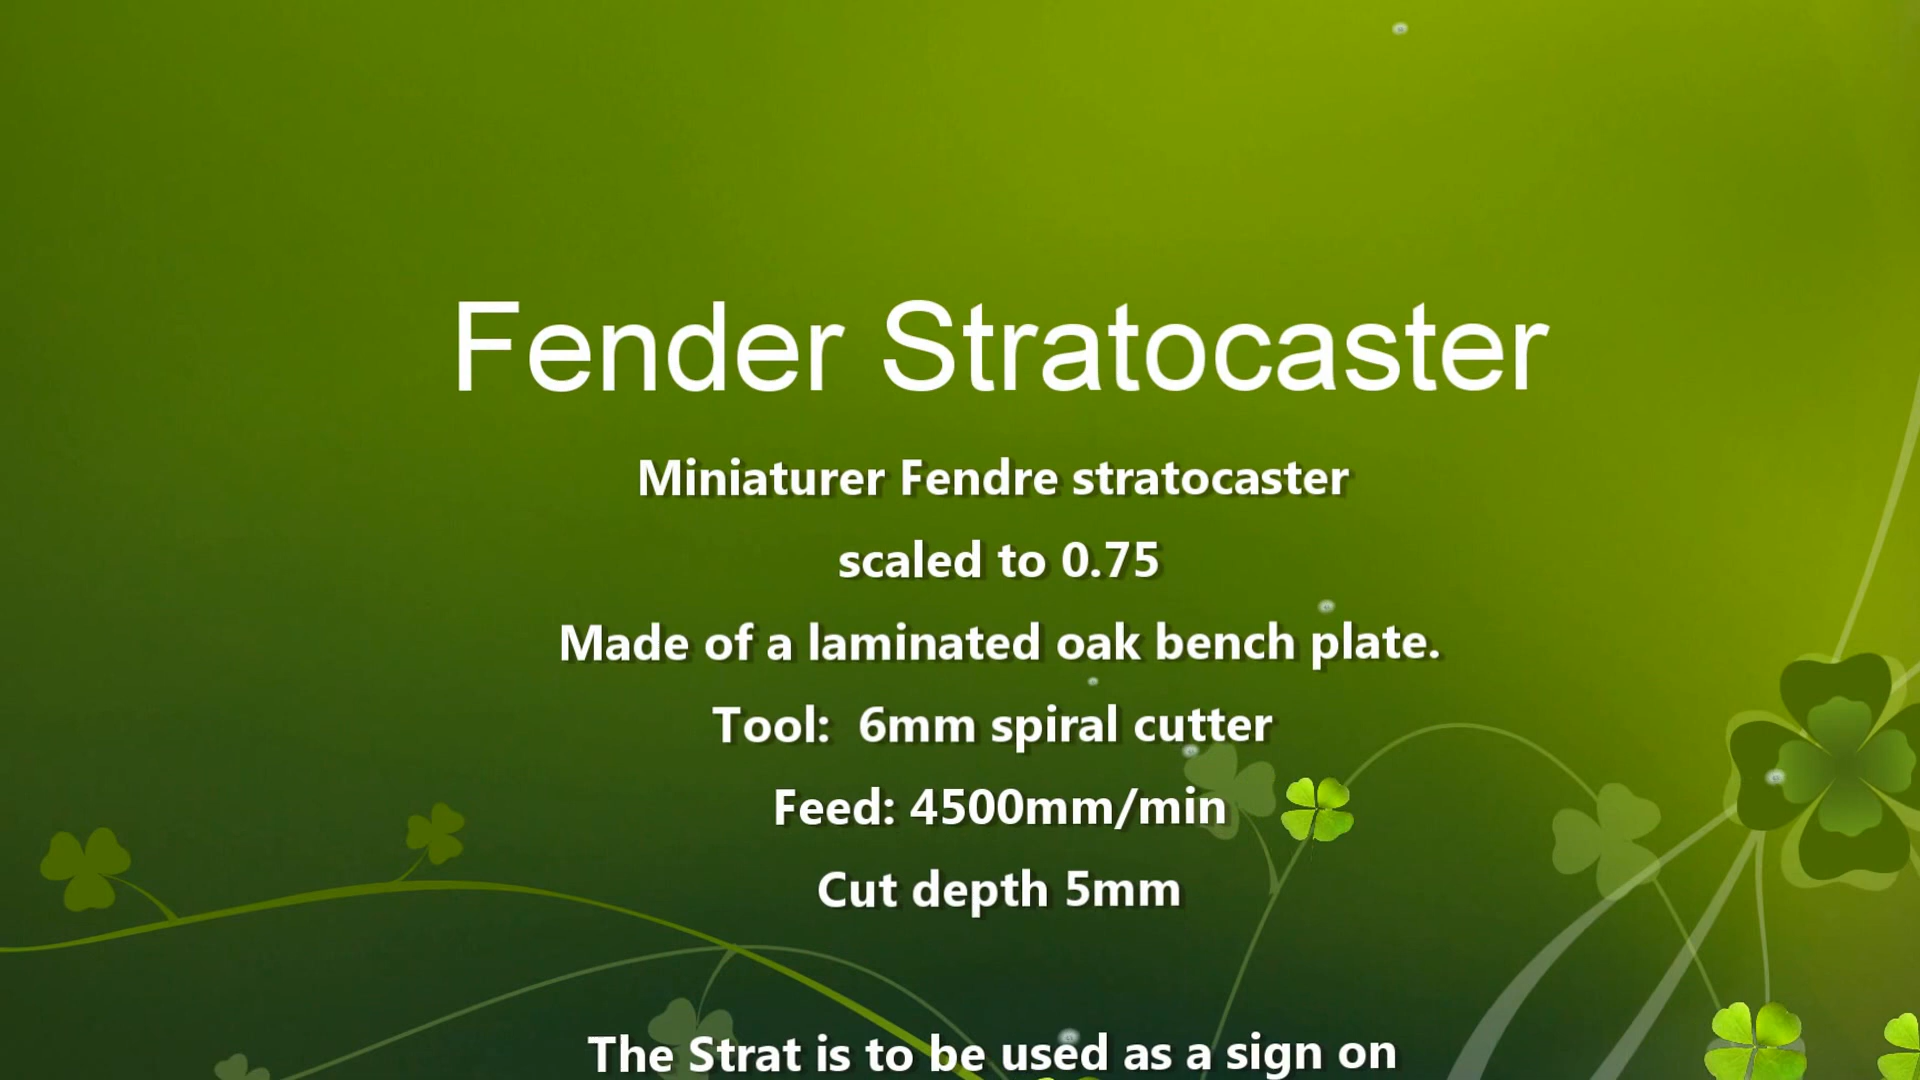 Fender Stratocaster
Miniaturer Fendre stratocaster
scaled to 0.75
Made of a laminated oak bench plate.
Tool:  6mm spiral cutter
Feed: 4500mm/min
Cut depth 5mm
The Strat is to be used as a sign on